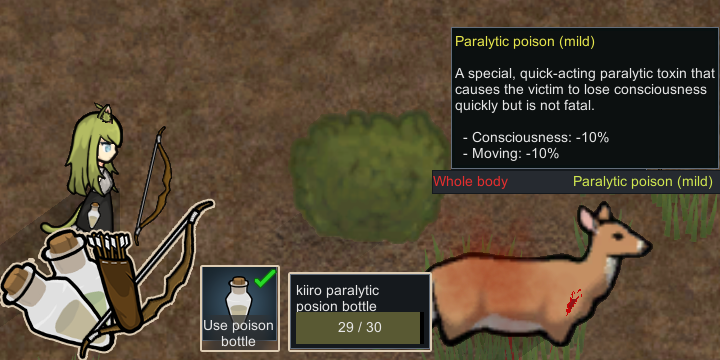 Paralytic poison (mild)
A special, quick-acting paralytic toxin that
causes the victim to lose consciousness
quickly but is not fatal.
- Consciousness: -10%
- Moving: -10%
Whole body
Paralytic poison (mild)
Use poison
bottle
kiiro paralytic
posion bottle
29 / 30